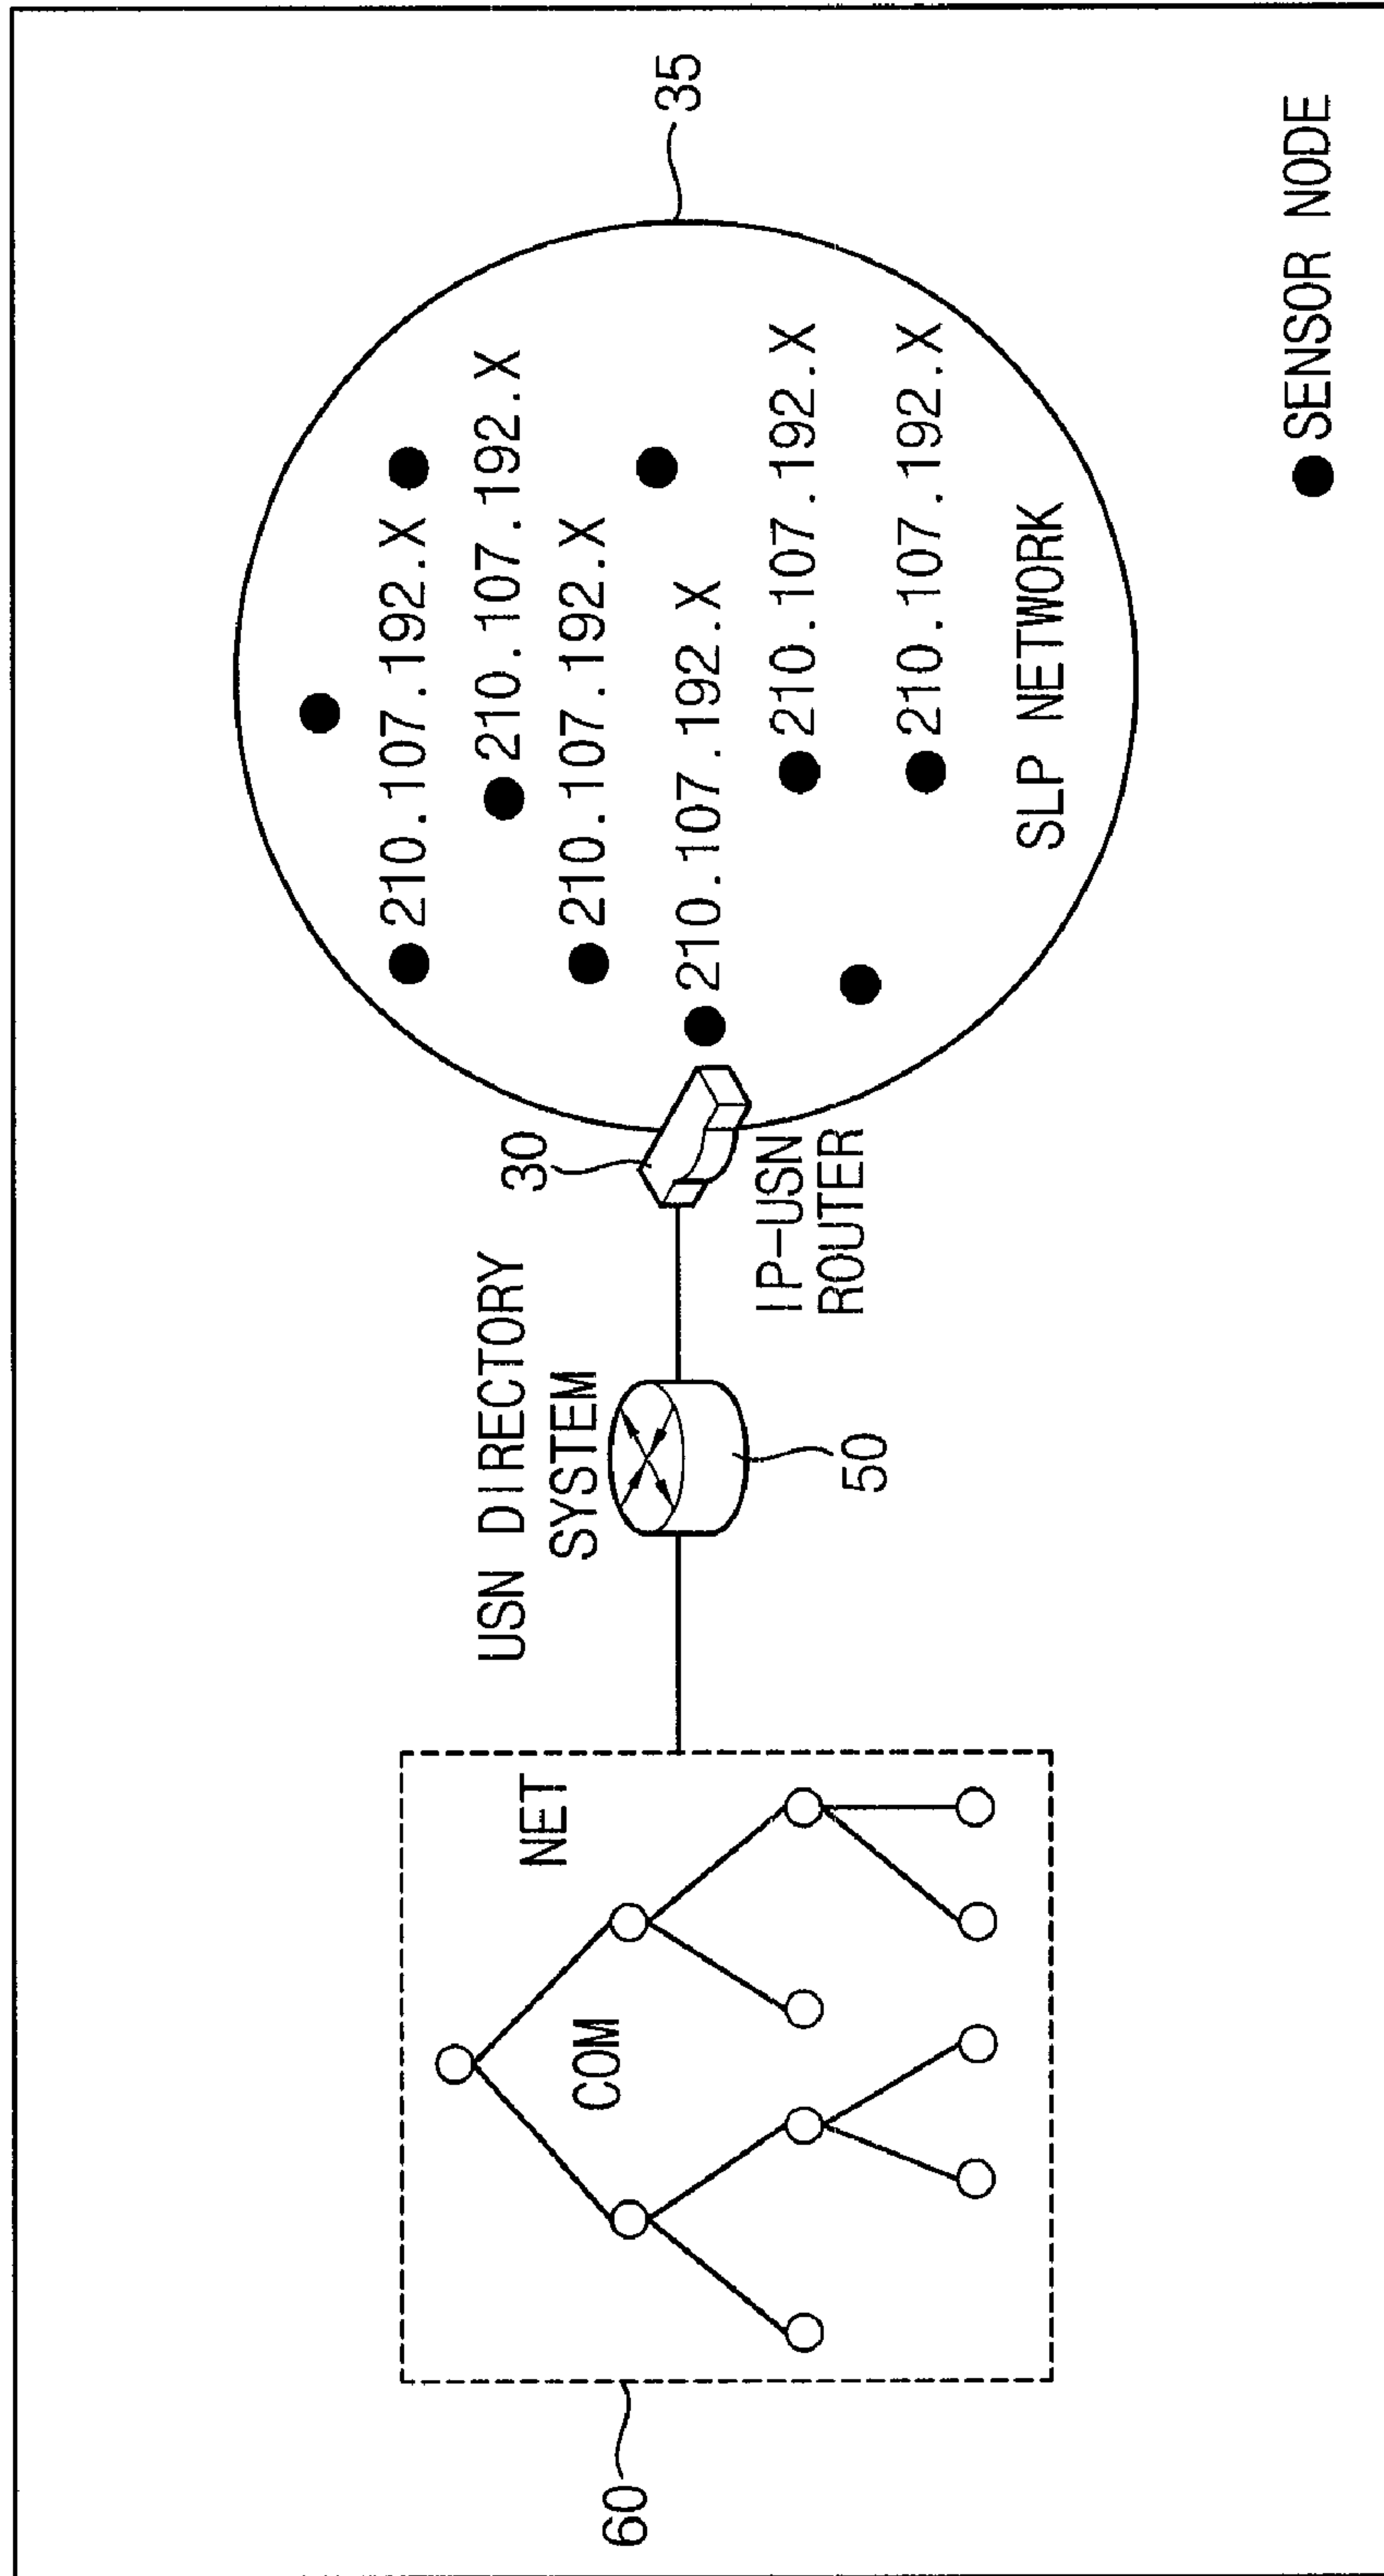 60
COM
NET
USN DIRECTORY
SYSTEM
50
30
IP-USN
ROUTER
210.107.192.X
210.107.192.X
210.107.192.X
210.107.192.X
210.107.192.X
210.107.192.X
SLP NETWORK
35
SENSOR NODE